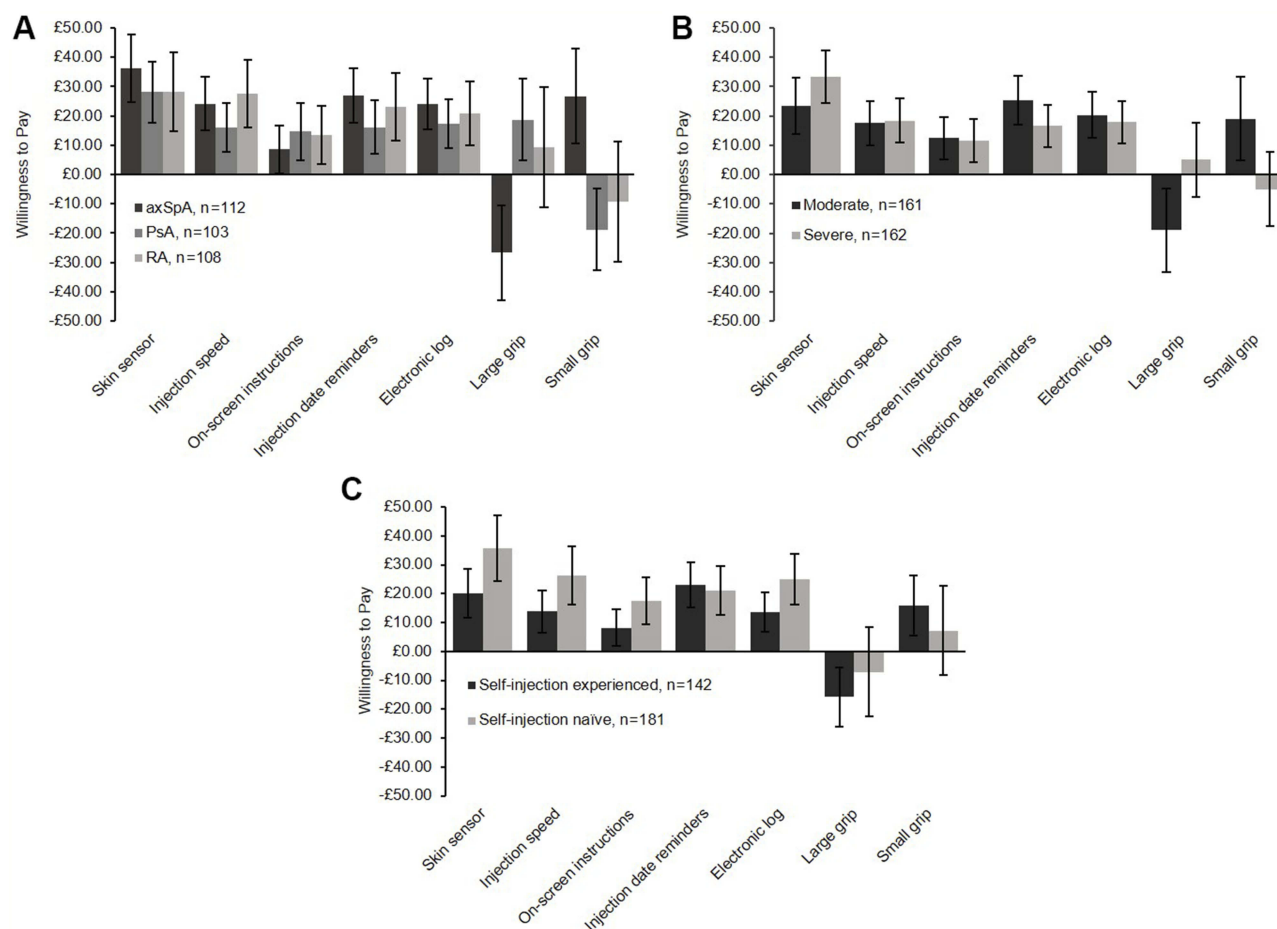 A
Willingness to Pay
£50.00
£40.00
£30.00
£20.00
£10.00
£0.00
-£10.00
-£20.00
-£30.00
-£40.00
-£50.00
axSpA, n=112
PsA, n=103
RA, n=108
Skin sensor
Injection speed
On-screen instructions
Injection date reminders
Electronic log
Large grip
Small grip
B
Willingness to Pay
£50.00
£40.00
£30.00
£20.00
£10.00
£0.00
-£10.00
-£20.00
-£30.00
-£40.00
-£50.00
Moderate, n=161
Severe, n=162
Skin sensor
Injection speed
On-screen instructions
Injection date reminders
Electronic log
Large grip
Small grip
C
Willingness to Pay
£50.00
£40.00
£30.00
£20.00
£10.00
£0.00
-£10.00
-£20.00
-£30.00
-£40.00
-£50.00
Self-injection experienced, n=142
Self-injection naïve, n=181
Skin sensor
Injection speed
On-screen instructions
Injection date reminders
Electronic log
Large grip
Small grip